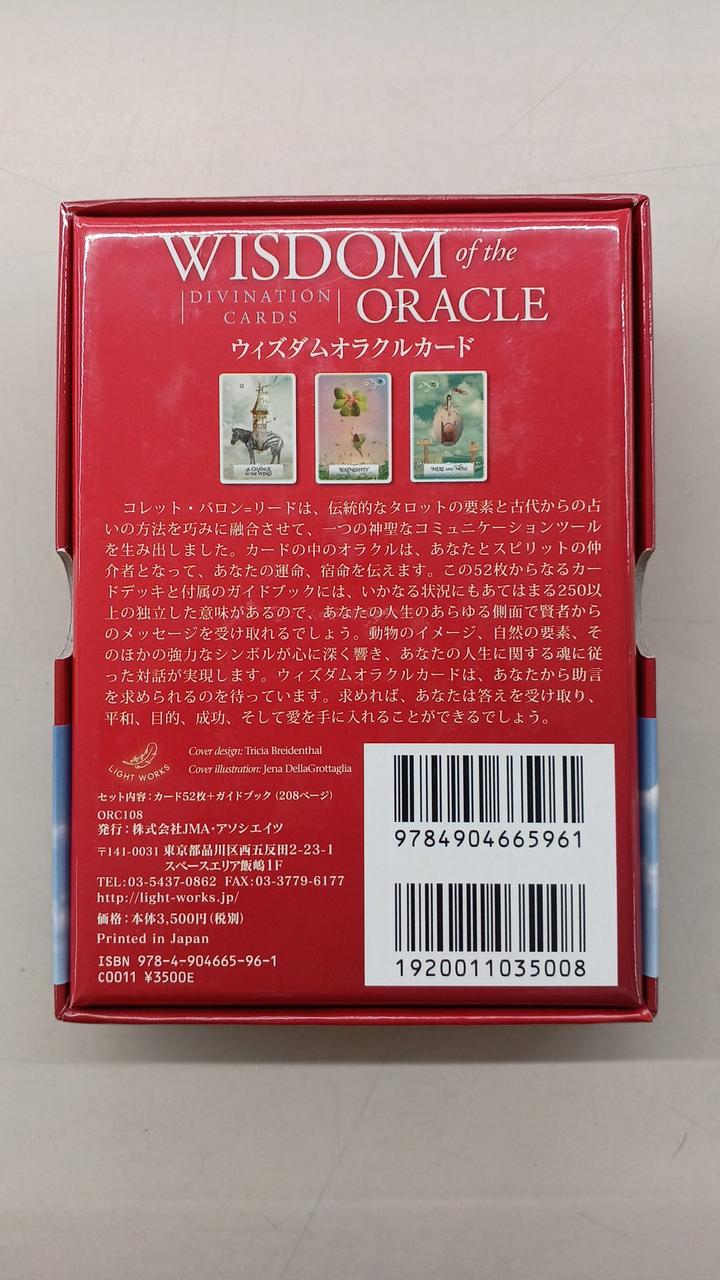 WISDOM of the
DIVINATION
CARDS
ORACLE
ウィズダムオラクルカード
12
A CHANGE
IN THE WIND
SERENDIPITY
HERE AND NOW
コレット・バロン=リードは、伝統的なタロットの要素と古代からの占
いの方法を巧みに融合させて、一つの神聖なコミュニケーションツール
を生み出しました。カードの中のオラクルは、あなたとスピリットの仲
介者となって、あなたの運命、宿命を伝えます。この52枚からなるカー
ドデッキと付属のガイドブックには、いかなる状況にもあてはまる250以
上の独立した意味があるので、あなたの人生のあらゆる側面で賢者から
のメッセージを受け取れるでしょう。動物のイメージ、自然の要素、そ
のほかの強力なシンボルが心に深く響き、あなたの人生に関する魂に従
った対話が実現します。ウィズダムオラクルカードは、あなたから助言
を求められるのを待っています。求めれば、あなたは答えを受け取り、
平和、目的、成功、そして愛を手に入れることができるでしょう。
LIGHT WORKS
Cover design: Tricia Breidenthal
Cover illustration: Jena DellaGrottaglia
セット内容:カード52枚+ガイドブック(208ページ)
ORC108
発行:株式会社JMA・アソシエイツ
〒141-0031 東京都品川区西五反田2-23-1
スペースエリア飯嶋1F
TEL:03-5437-0862 FAX:03-3779-6177
http://light-works.jp/
価格:本体3,500円(税別)
Printed in Japan
ISBN 978-4-904665-96-1
C0011 ¥3500E
9784904665961
1920011035008